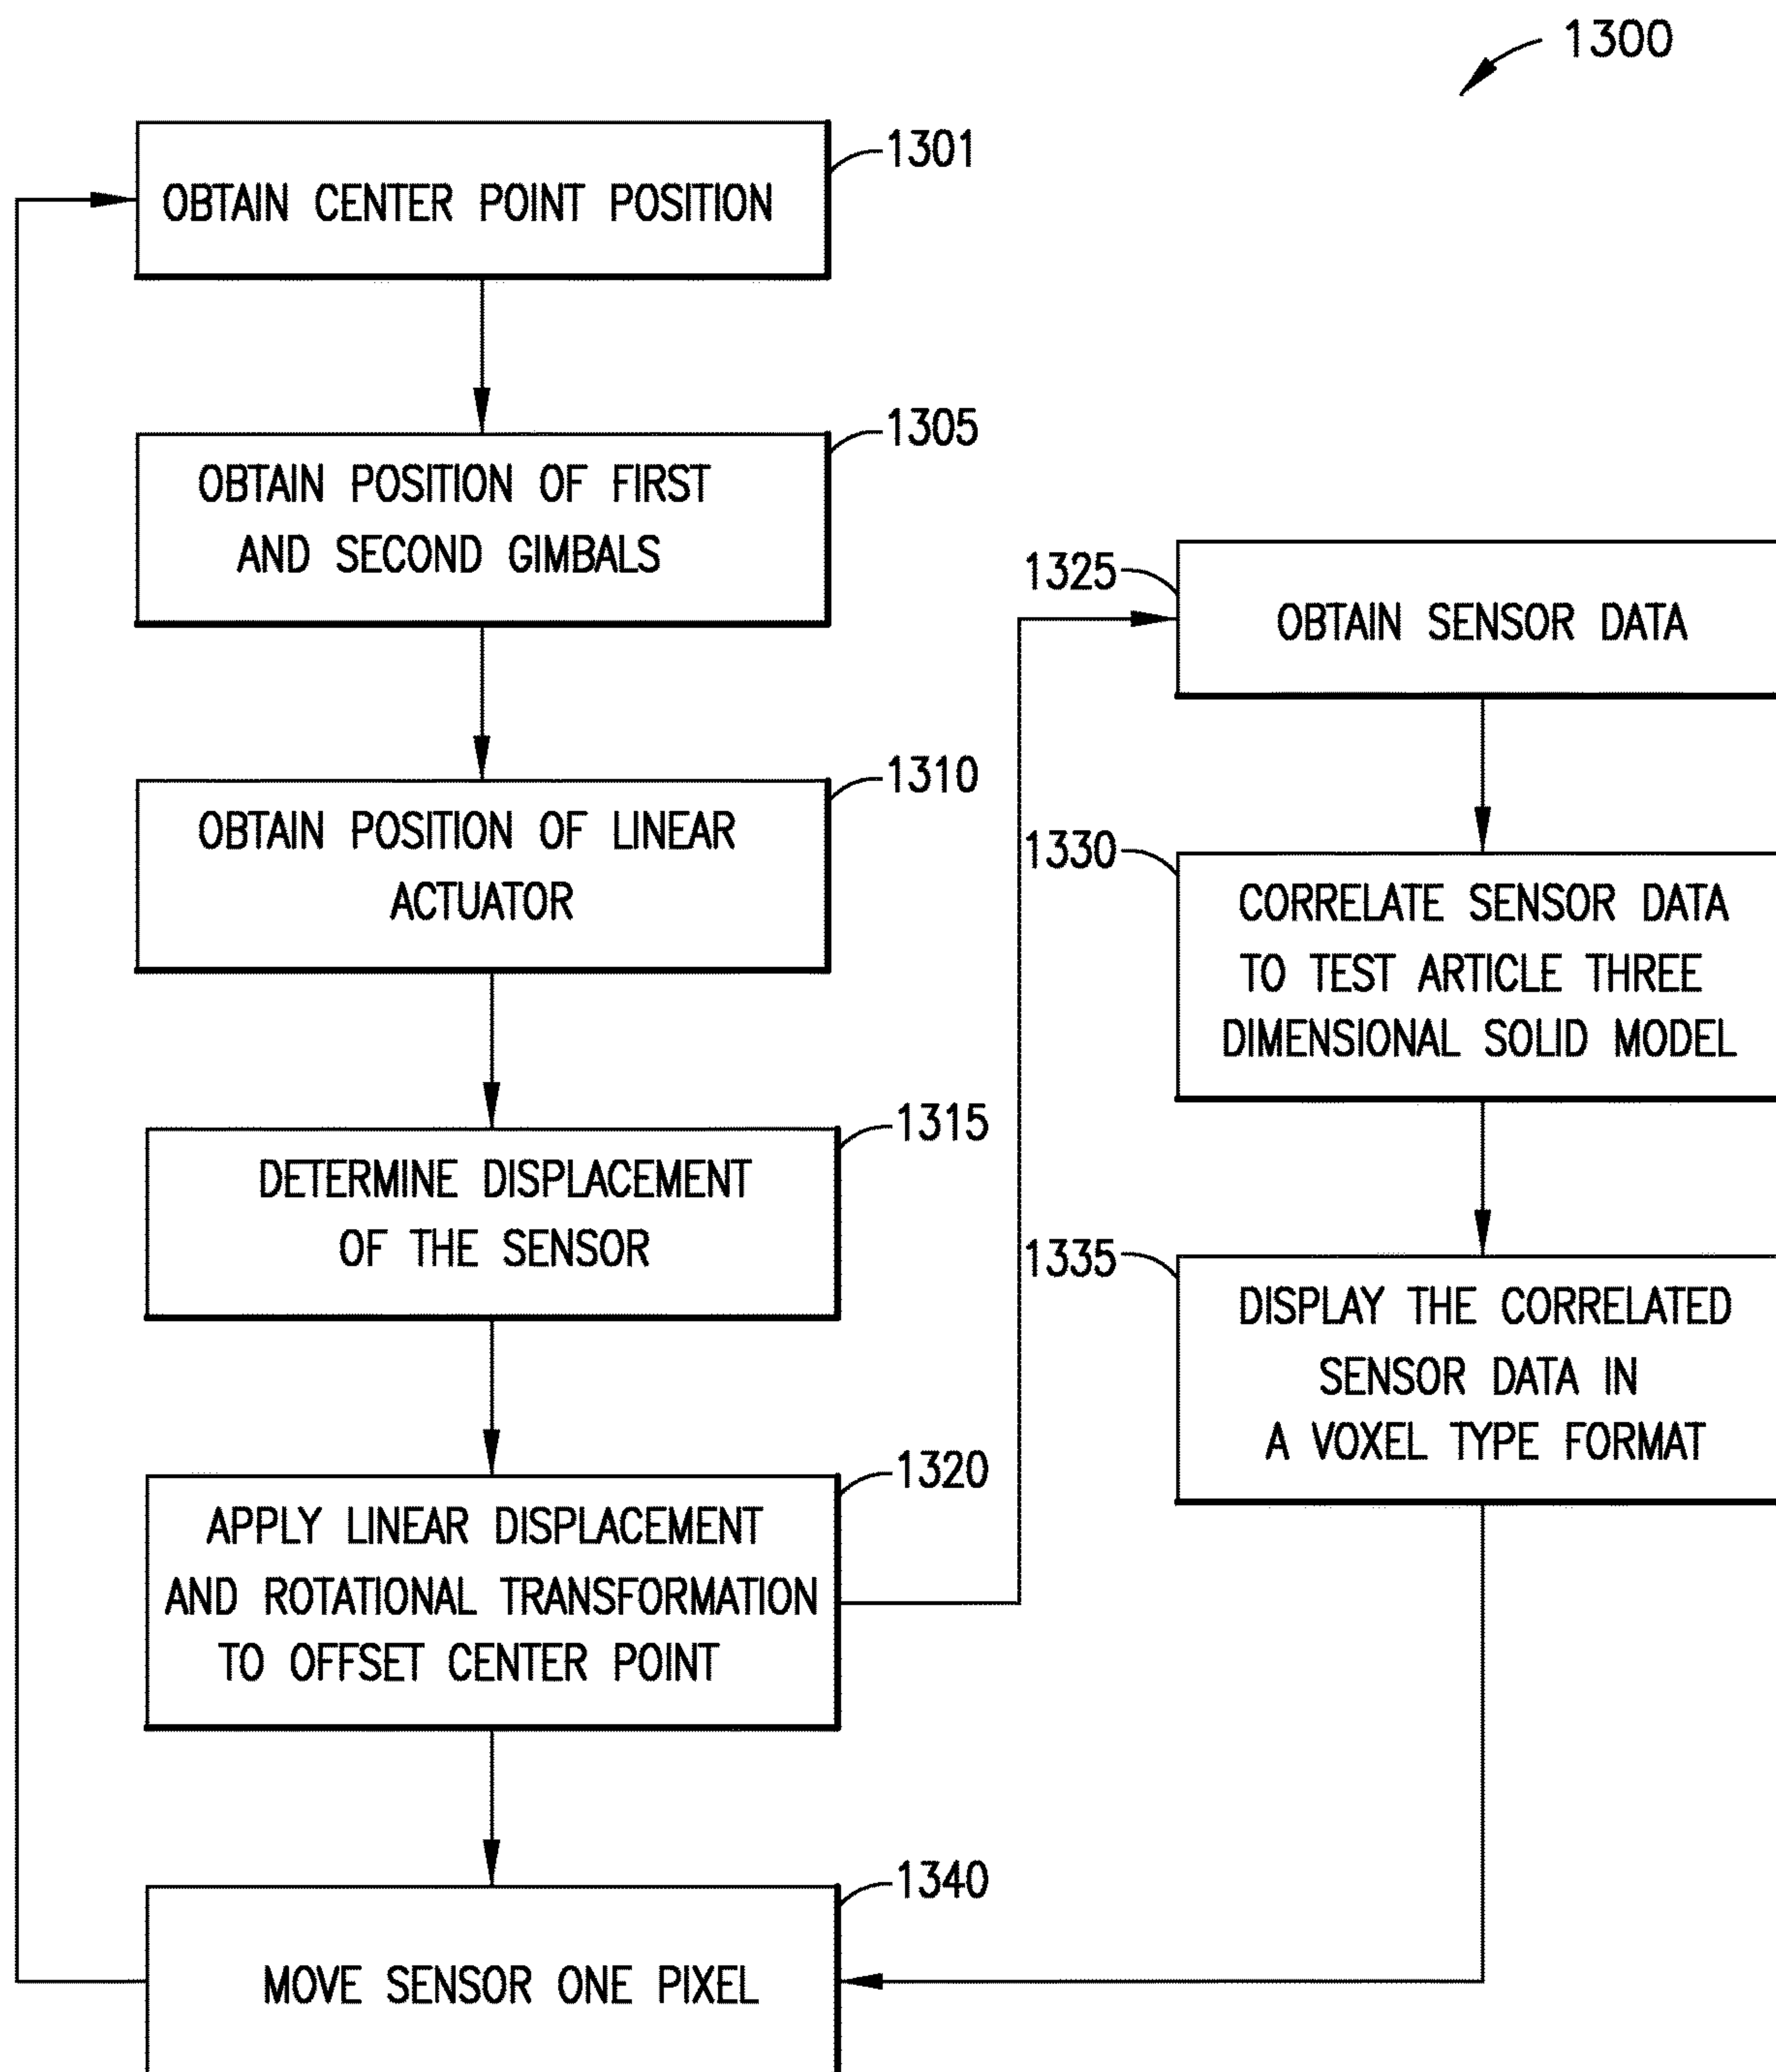 1300
1301
OBTAIN CENTER POINT POSITION
1305
OBTAIN POSITION OF FIRST
AND SECOND GIMBALS
1310
OBTAIN POSITION OF LINEAR
ACTUATOR
1315
DETERMINE DISPLACEMENT
OF THE SENSOR
1320
APPLY LINEAR DISPLACEMENT
AND ROTATIONAL TRANSFORMATION
TO OFFSET CENTER POINT
1325
OBTAIN SENSOR DATA
1330
CORRELATE SENSOR DATA
TO TEST ARTICLE THREE
DIMENSIONAL SOLID MODEL
1335
DISPLAY THE CORRELATED
SENSOR DATA IN
A VOXEL TYPE FORMAT
1340
MOVE SENSOR ONE PIXEL